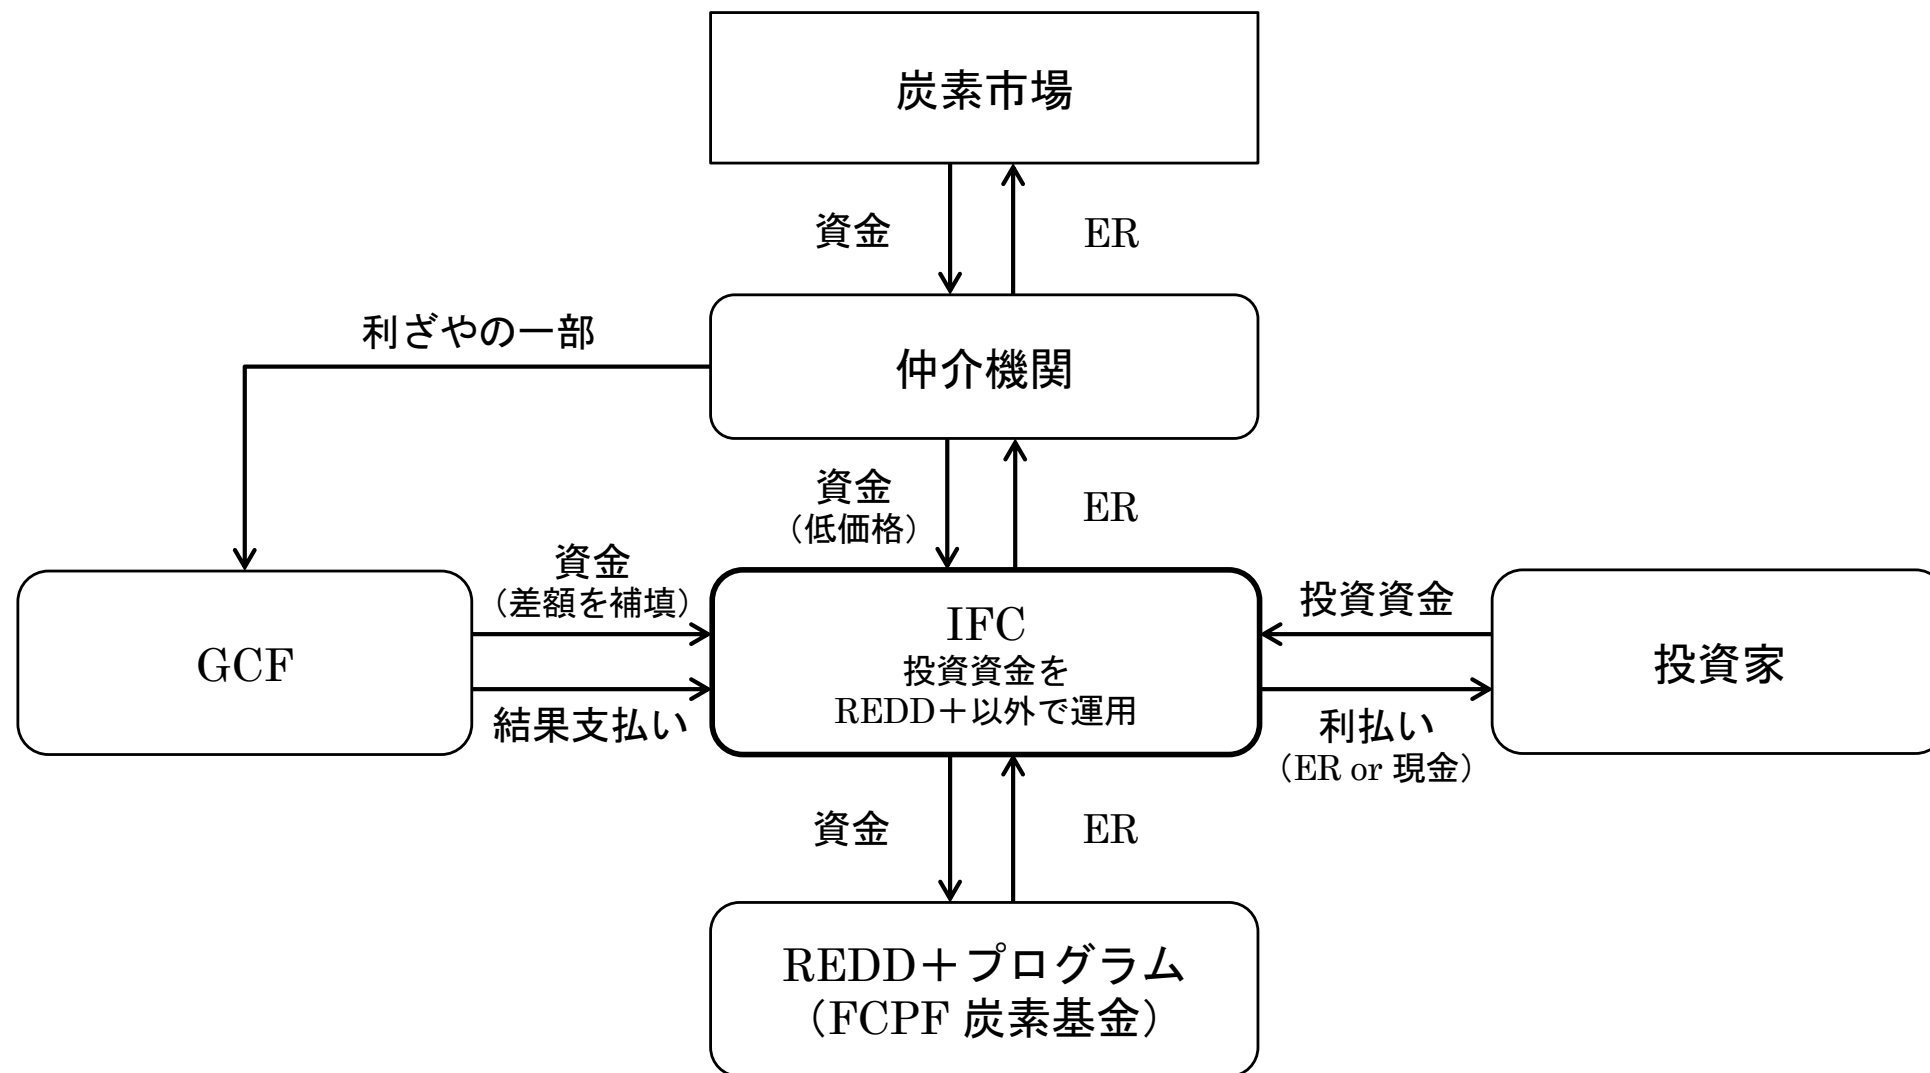 炭素市場
資金
ER
利ざやの一部
仲介機関
資金
（低価格）
ER
GCF
資金
（差額を補填）
結果支払い
IFC
投資資金を
REDD＋以外で運用
投資資金
利払い
（ER or 現金）
投資家
資金
ER
REDD＋プログラム
（FCPF 炭素基金）